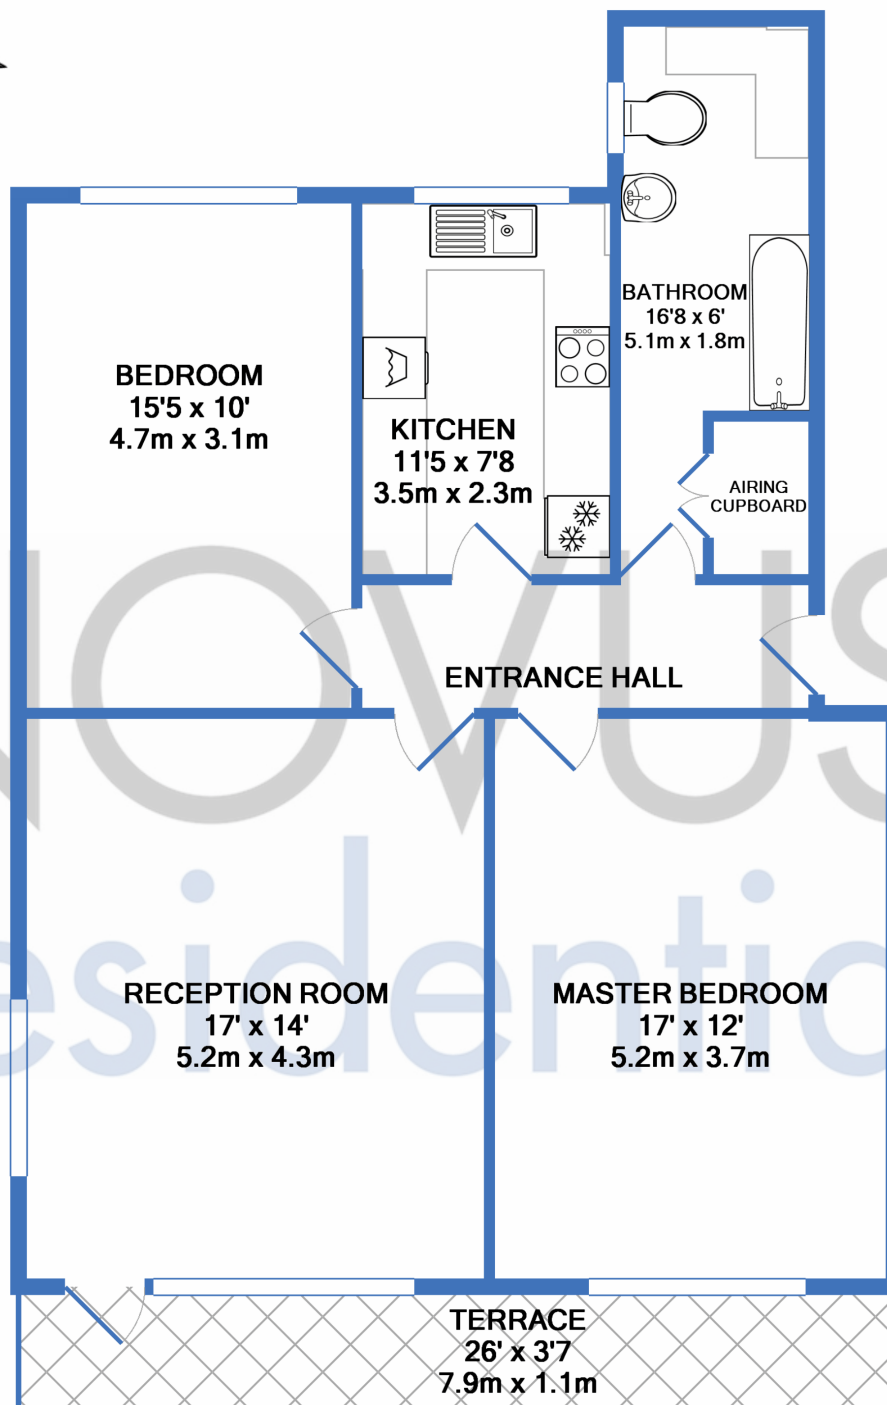 BATHROOM
16'8 x 6'
5.1m x 1.8m
BEDROOM
15'5 x 10'
4.7m x 3.1m
KITCHEN
11'5 x 7'8
3.5m x 2.3m
AIRING
CUPBOARD
ENTRANCE HALL
NOVUS
esidentia
RECEPTION ROOM
17' x 14'
5.2m x 4.3m
MASTER BEDROOM
17' x 12'
5.2m x 3.7m
TERRACE
26' x 3'7
7.9m x 1.1m